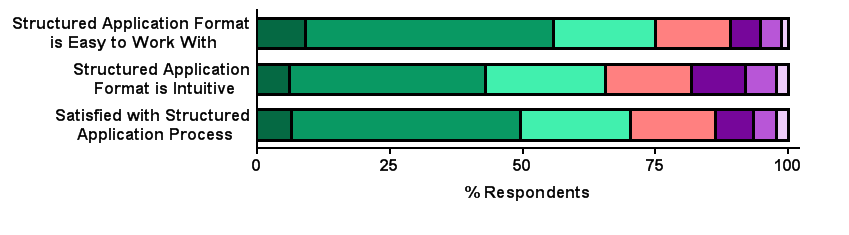 Structured Application Format
is Easy to Work With
Structured Application
Format is Intuitive
Satisfied with Structured
Application Process
0 25 50 75 100
% Respondents